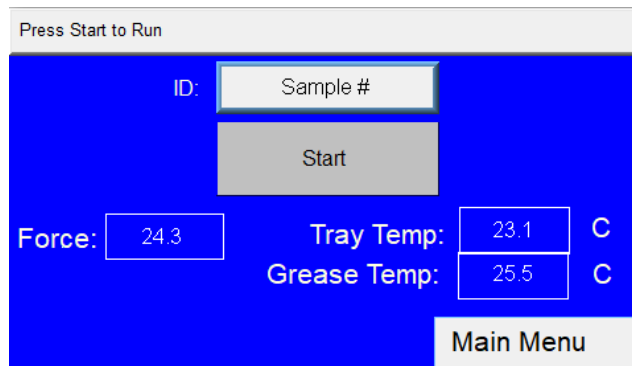 Press Start to Run
ID: Sample #
Start
Force: 24.3 Tray Temp: 23.1 C
Grease Temp: 25.5 C
Main Menu